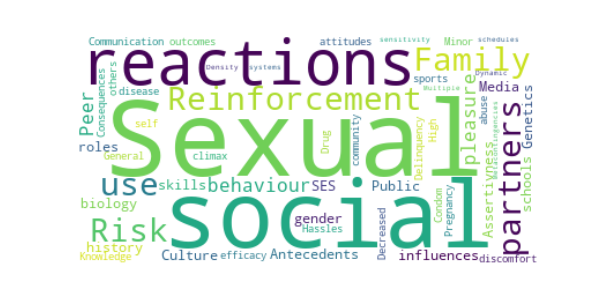 Communication outcomes attitudes sensitivity Minor schedules
reactions Family
Density systems Dynamic
others Consequences disease Multiple
Peer Reinforcement sports Media
pleasure abuse Genetics
Sexual partners
roles self General climax Drug community Delinquency High Assertiwness schools
use skills behaviour SES Public
biology gender Condom Pregnancy
social
Risk Hassles Decreased
history Knowledge
Culture efficacy Antecedents influences discomfort